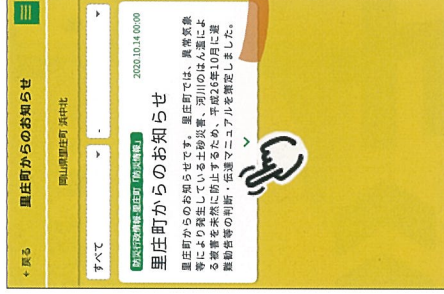 ← 戻る 里庄町からのお知らせ
岡山県里庄町 浜中北
すべて -
防災行政情報-里庄町「防災情報」 2020.10.14 00:00
里庄町からのお知らせ
里庄町からのお知らせです。里庄町では、異常気象
等により発生している土砂災害、河川のはん濫によ
る被害を未然に防止するため、平成26年10月に避
難勧告等の判断・伝達マニュアルを策定しました。